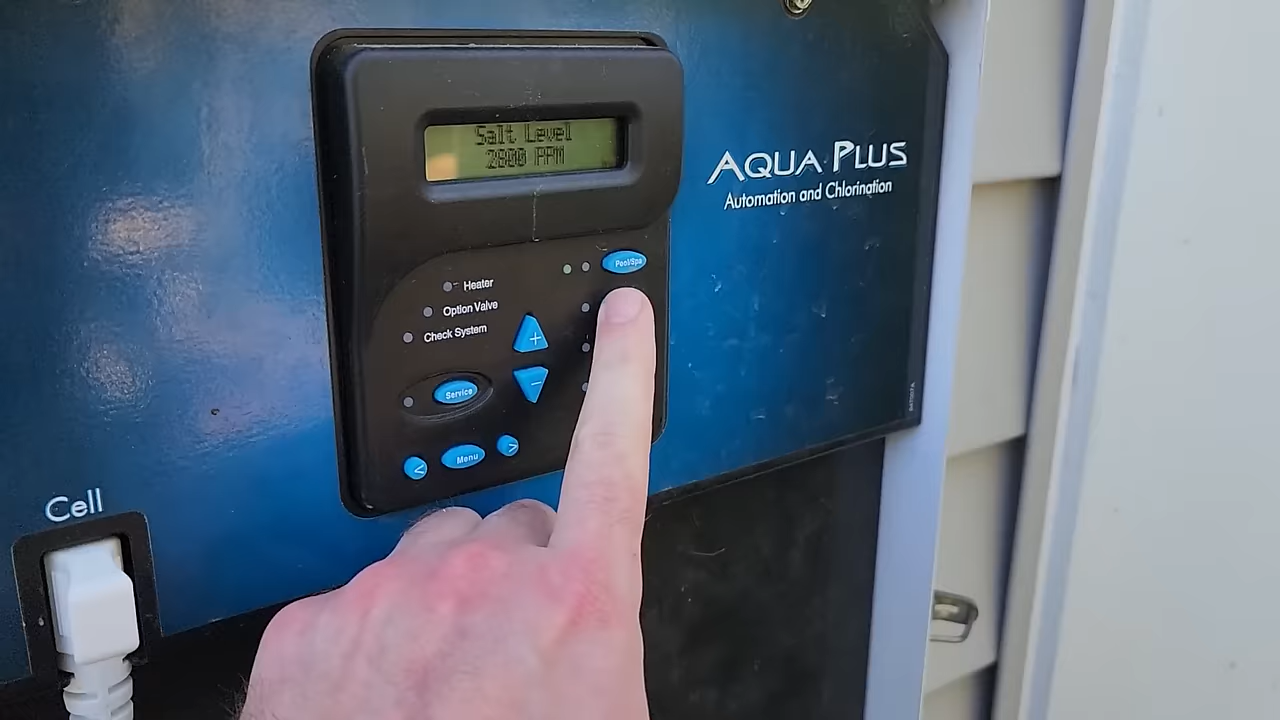 Salt Level
2800 PPM
AQUA PLUS
Automation and Chlorination
Pool/Spa
Heater
Option Valve
Check System
+
−
Service
< Menu >
Cell